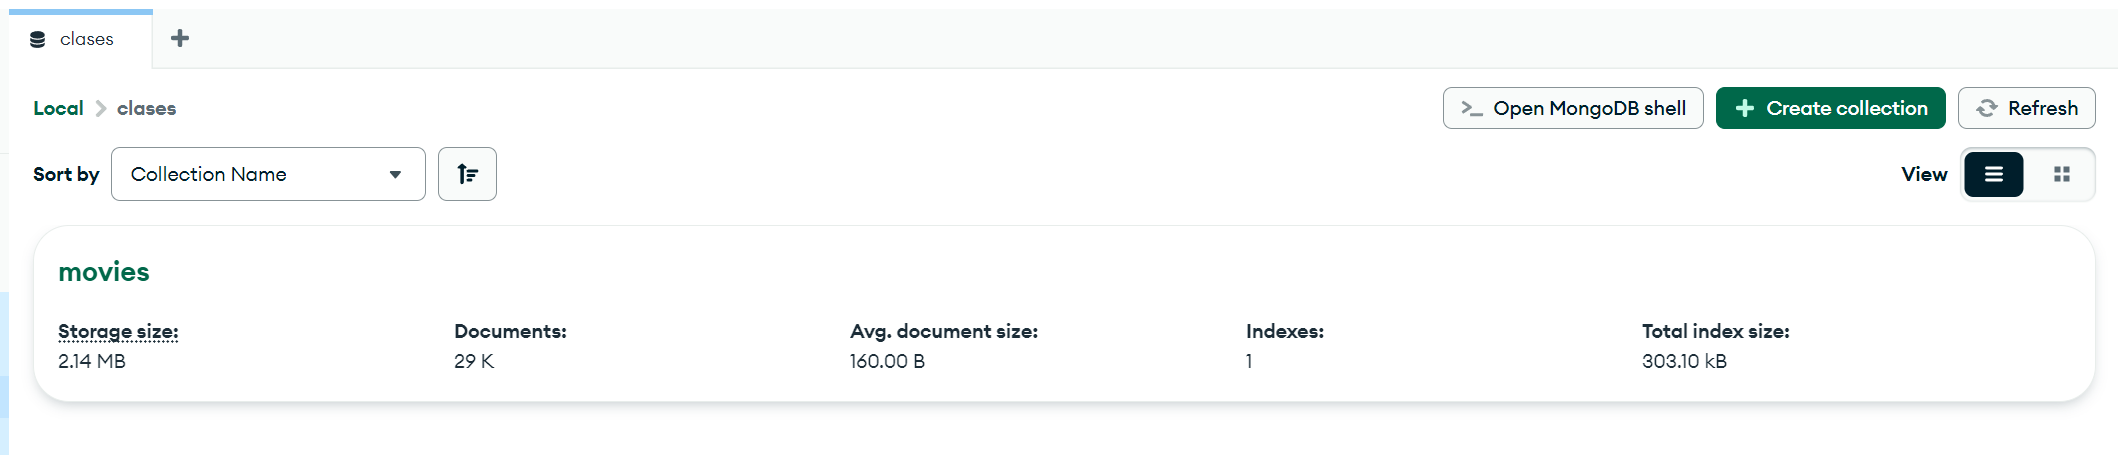 clases
Local clases
Open MongoDB shell Create collection Refresh
Sort by Collection Name View
movies
Storage size: Documents: Avg. document size: Indexes: Total index size:
2.14 MB 29 K 160.00 B 1 303.10 kB